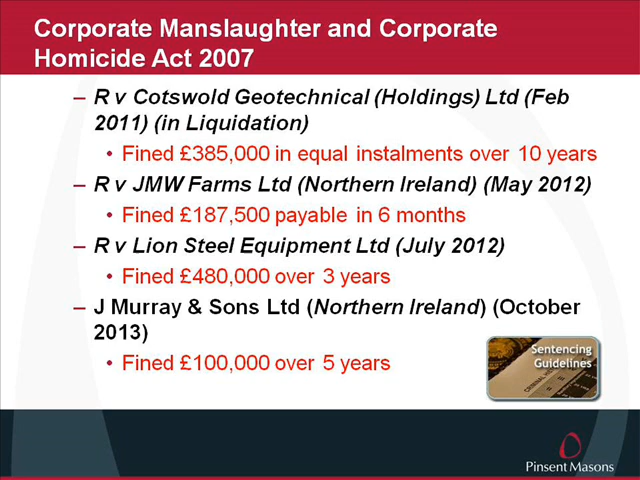 Corporate Manslaughter and Corporate
Homicide Act 2007
– R v Cotswold Geotechnical (Holdings) Ltd (Feb
2011) (in Liquidation)
• Fined £385,000 in equal instalments over 10 years
– R v JMW Farms Ltd (Northern Ireland) (May 2012)
• Fined £187,500 payable in 6 months
– R v Lion Steel Equipment Ltd (July 2012)
• Fined £480,000 over 3 years
– J Murray & Sons Ltd (Northern Ireland) (October
2013)
• Fined £100,000 over 5 years
Sentencing
Guidelines
Pinsent Masons